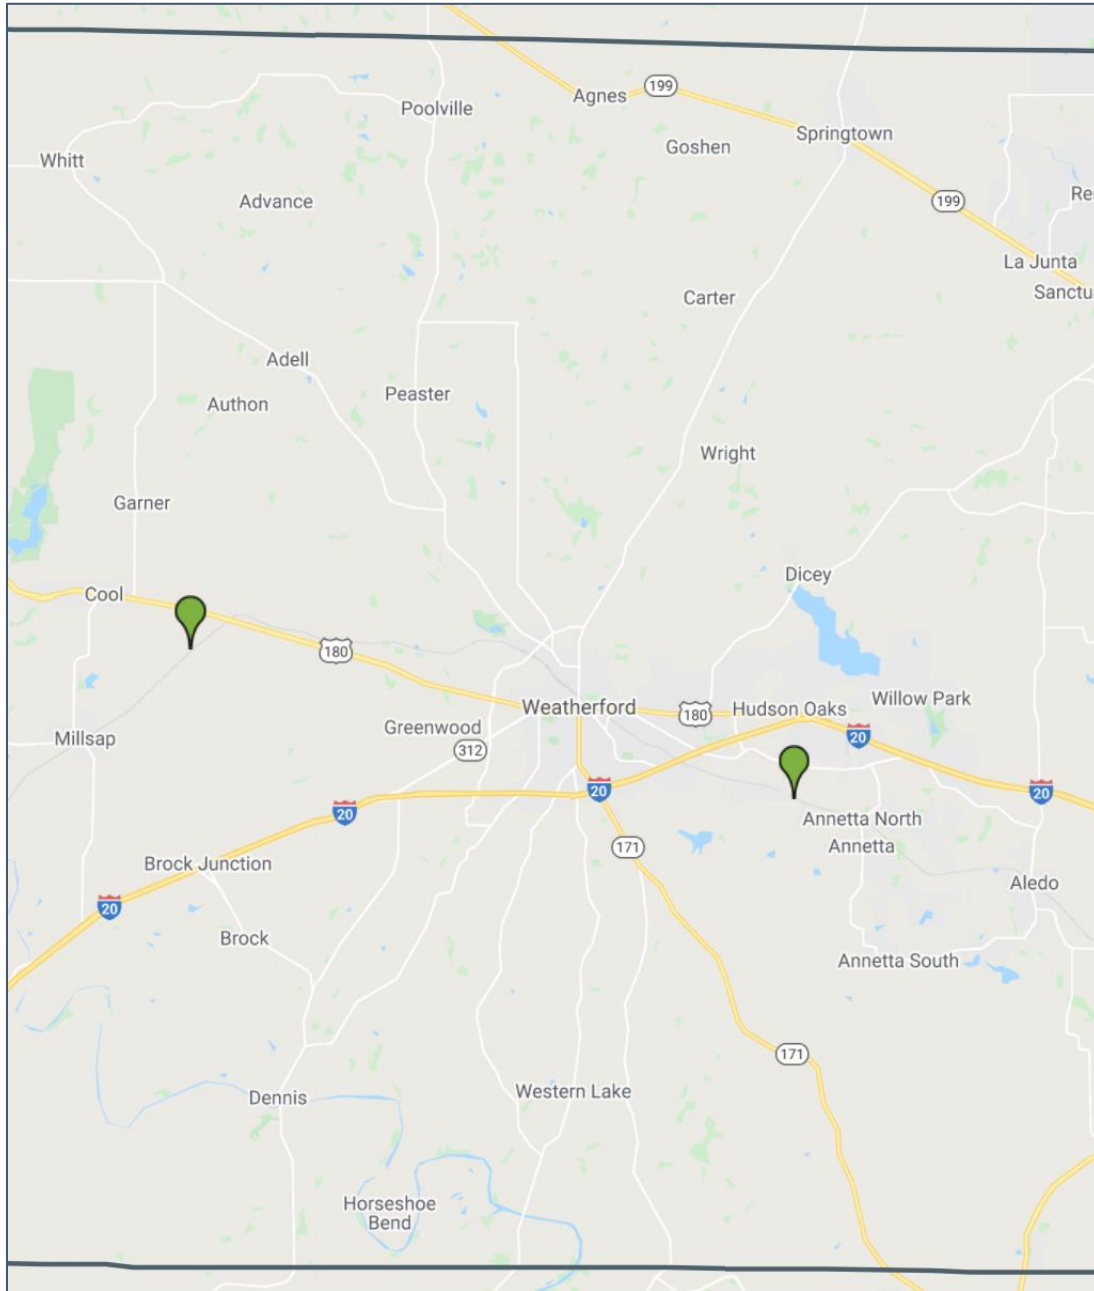 Agnes
199
Poolville
Springtown
Goshen
Whitt
Advance
199
Re
La Junta
Sanctu
Carter
Adell
Peaster
Authon
Wright
Garner
Dicey
Cool
180
Willow Park
Weatherford
180
Hudson Oaks
Greenwood
312
Millsap
20
20
20
20
Annetta North
171
Annetta
Brock Junction
Aledo
20
Brock
Annetta South
171
Western Lake
Dennis
Horseshoe
Bend